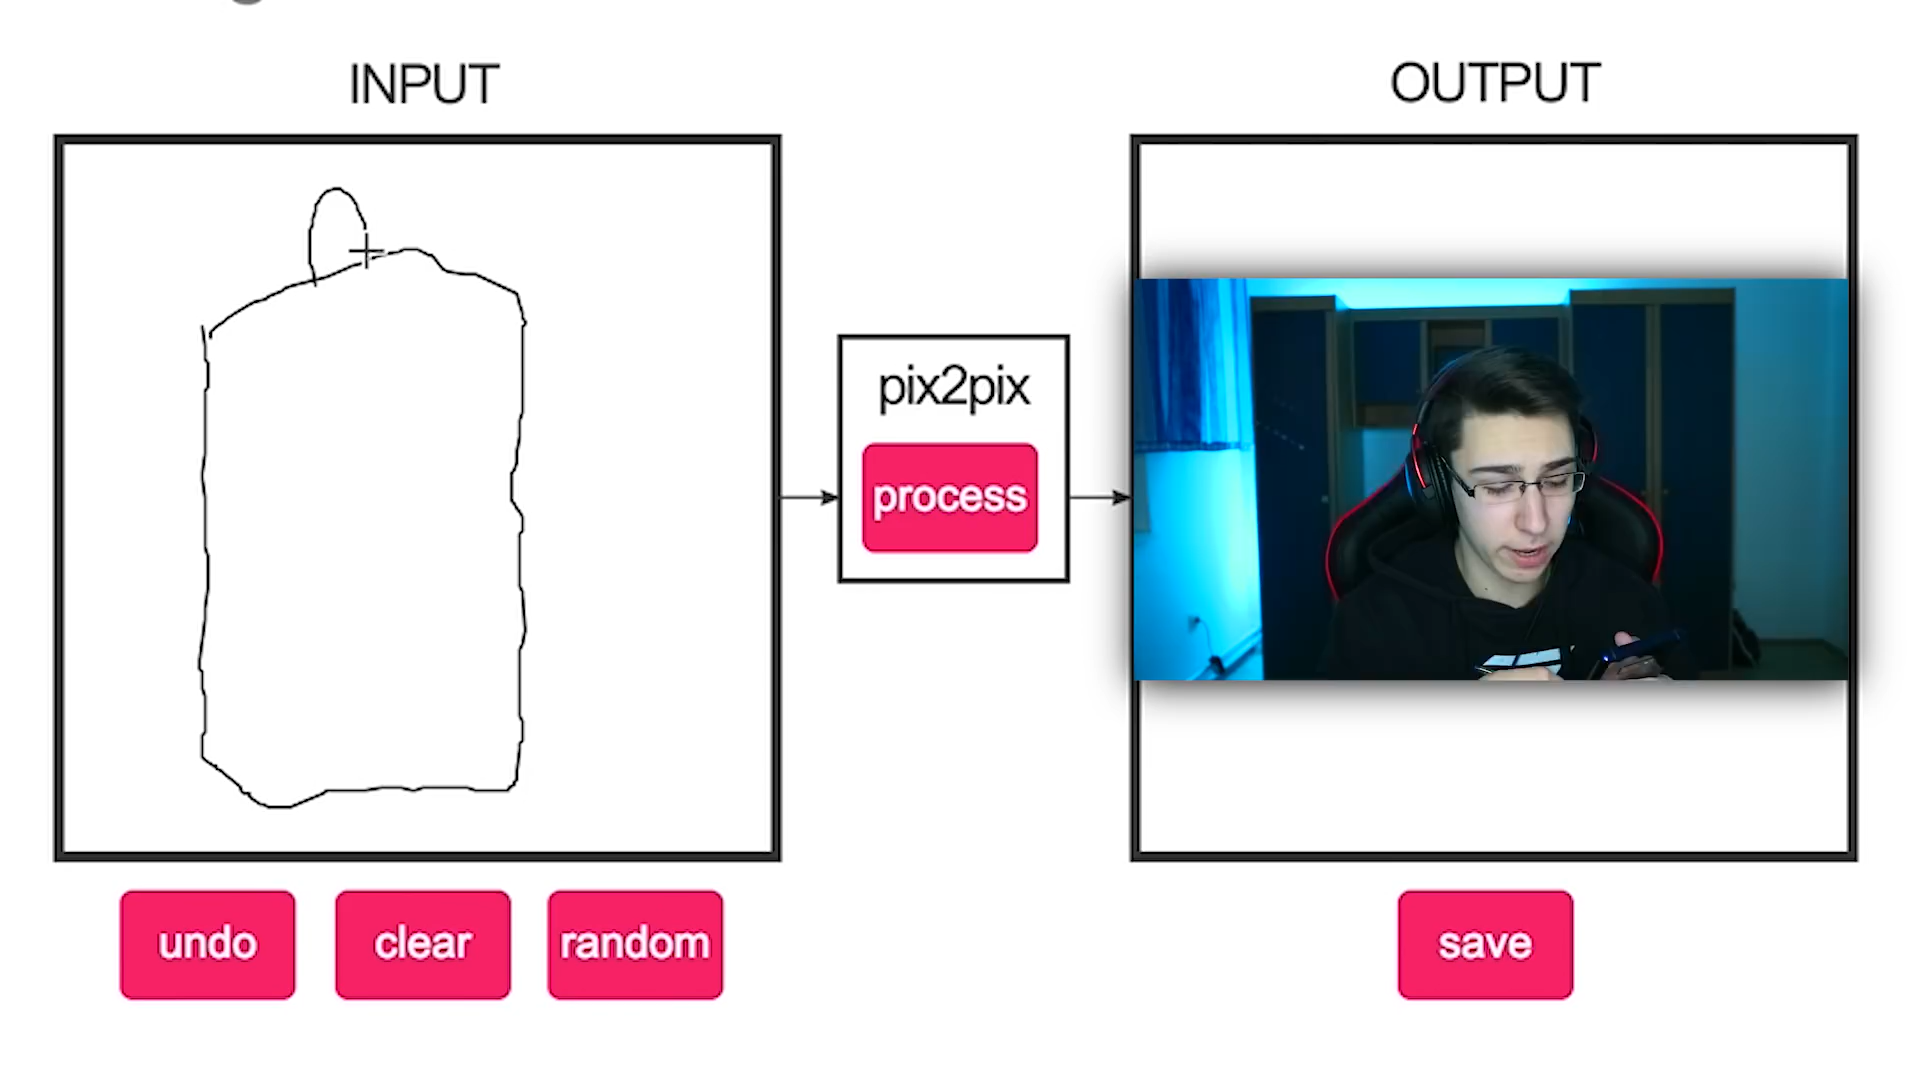 INPUT
OUTPUT
pix2pix
process
undo
clear
random
save